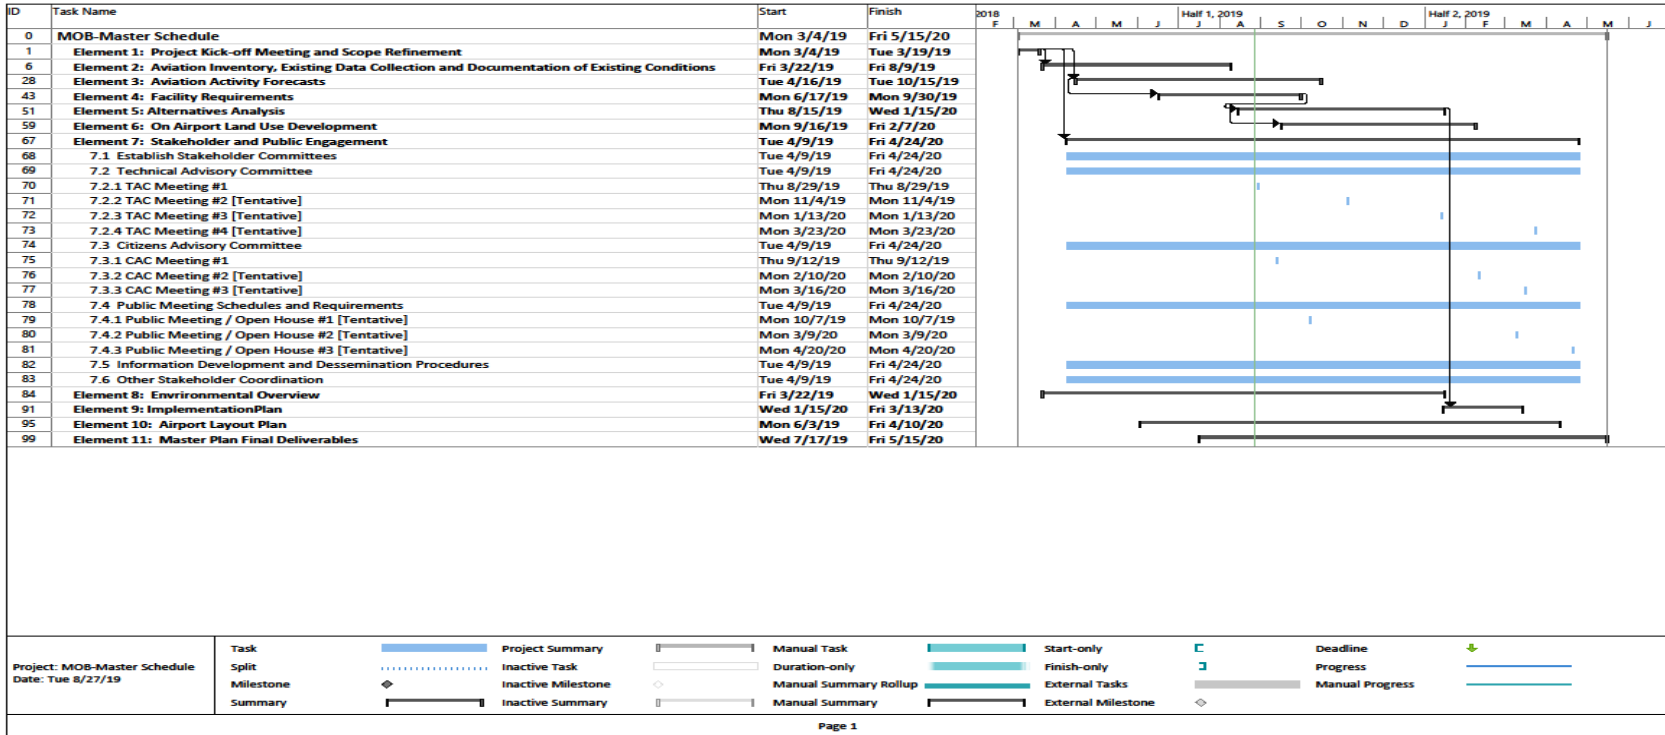 ID Task Name Start Finish 2018 Half 1, 2019 Half 2, 2019
F M A M J J A S O N D J F M A M J
0 MOB-Master Schedule Mon 3/4/19 Fri 5/15/20
1 Element 1: Project Kick-off Meeting and Scope Refinement Mon 3/4/19 Tue 3/19/19
6 Element 2: Aviation Inventory, Existing Data Collection and Documentation of Existing Conditions Fri 3/22/19 Fri 8/9/19
28 Element 3: Aviation Activity Forecasts Tue 4/16/19 Tue 10/15/19
43 Element 4: Facility Requirements Mon 6/17/19 Mon 9/30/19
51 Element 5: Alternatives Analysis Thu 8/15/19 Wed 1/15/20
59 Element 6: On Airport Land Use Development Mon 9/16/19 Fri 2/7/20
67 Element 7: Stakeholder and Public Engagement Tue 4/9/19 Fri 4/24/20
68 7.1 Establish Stakeholder Committees Tue 4/9/19 Fri 4/24/20
69 7.2 Technical Advisory Committee Tue 4/9/19 Fri 4/24/20
70 7.2.1 TAC Meeting #1 Thu 8/29/19 Thu 8/29/19
71 7.2.2 TAC Meeting #2 [Tentative] Mon 11/4/19 Mon 11/4/19
72 7.2.3 TAC Meeting #3 [Tentative] Mon 1/13/20 Mon 1/13/20
73 7.2.4 TAC Meeting #4 [Tentative] Mon 3/23/20 Mon 3/23/20
74 7.3 Citizens Advisory Committee Tue 4/9/19 Fri 4/24/20
75 7.3.1 CAC Meeting #1 Thu 9/12/19 Thu 9/12/19
76 7.3.2 CAC Meeting #2 [Tentative] Mon 2/10/20 Mon 2/10/20
77 7.3.3 CAC Meeting #3 [Tentative] Mon 3/16/20 Mon 3/16/20
78 7.4 Public Meeting Schedules and Requirements Tue 4/9/19 Fri 4/24/20
79 7.4.1 Public Meeting / Open House #1 [Tentative] Mon 10/7/19 Mon 10/7/19
80 7.4.2 Public Meeting / Open House #2 [Tentative] Mon 3/9/20 Mon 3/9/20
81 7.4.3 Public Meeting / Open House #3 [Tentative] Mon 4/20/20 Mon 4/20/20
82 7.5 Information Development and Dessemination Procedures Tue 4/9/19 Fri 4/24/20
83 7.6 Other Stakeholder Coordination Tue 4/9/19 Fri 4/24/20
84 Element 8: Envrironmental Overview Fri 3/22/19 Wed 1/15/20
91 Element 9: ImplementationPlan Wed 1/15/20 Fri 3/13/20
95 Element 10: Airport Layout Plan Mon 6/3/19 Fri 4/10/20
99 Element 11: Master Plan Final Deliverables Wed 7/17/19 Fri 5/15/20
Project: MOB-Master Schedule
Date: Tue 8/27/19
Task Project Summary Manual Task Start-only Deadline
Split Inactive Task Duration-only Finish-only Progress
Milestone Inactive Milestone Manual Summary Rollup External Tasks Manual Progress
Summary Inactive Summary Manual Summary External Milestone
Page 1